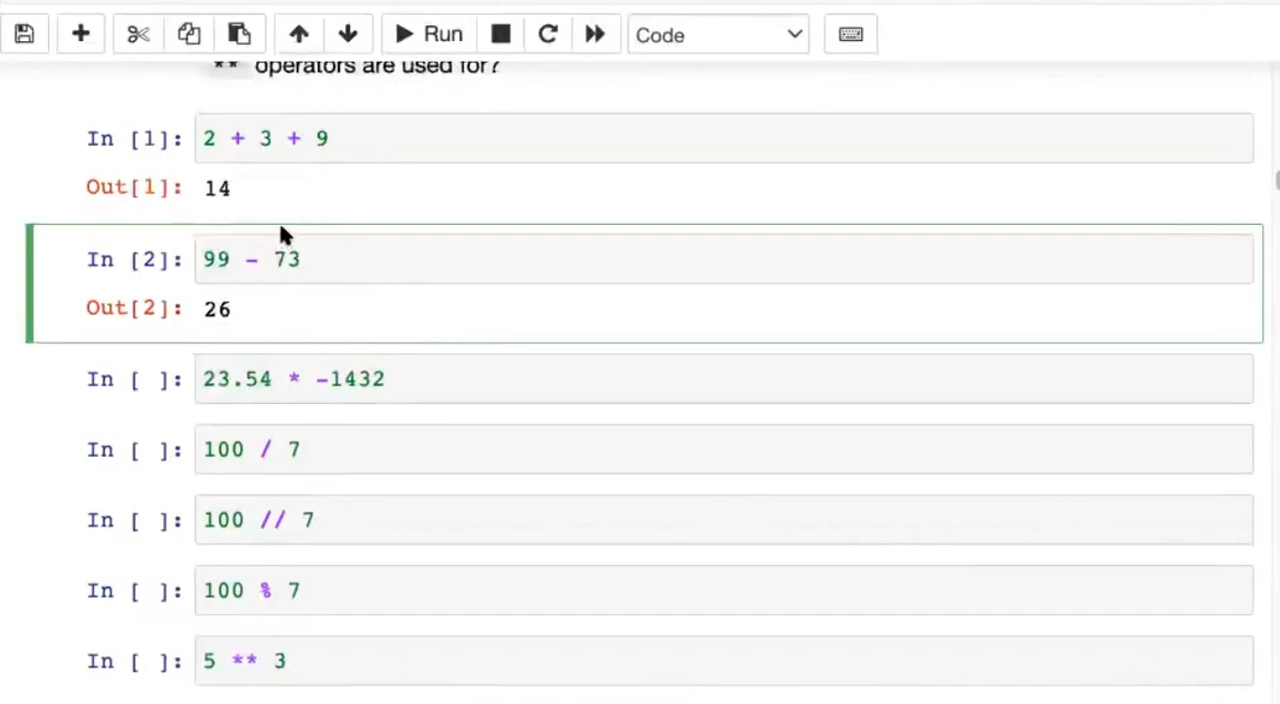 Run
Code
** operators are used for?
In [1]: 2 + 3 + 9
Out[1]: 14
In [2]: 99 - 73
Out[2]: 26
In [ ]: 23.54 * -1432
In [ ]: 100 / 7
In [ ]: 100 // 7
In [ ]: 100 % 7
In [ ]: 5 ** 3